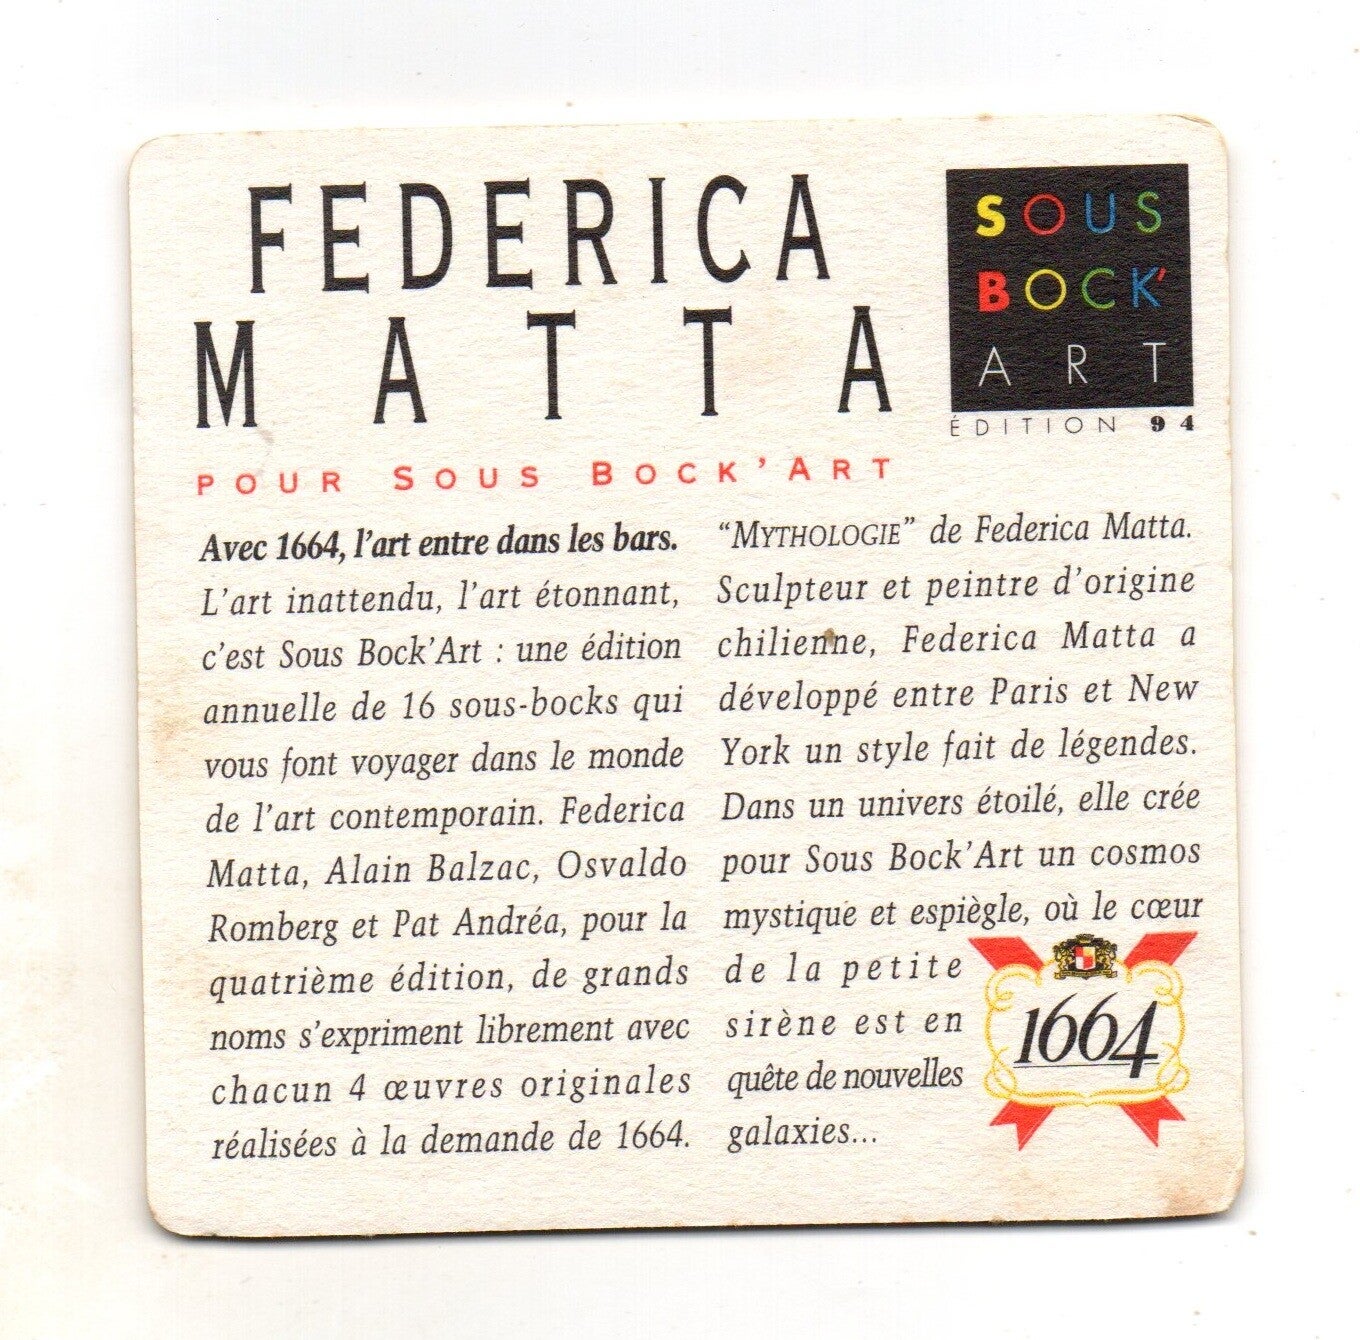 FEDERICA
MATTA
POUR SOUS BOCK'ART
SOUS
BOCK'
ART
ÉDITION 94
Avec 1664, l'art entre dans les bars.
L'art inattendu, l'art étonnant,
c'est Sous Bock'Art : une édition
annuelle de 16 sous-bocks qui
vous font voyager dans le monde
de l'art contemporain. Federica
Matta, Alain Balzac, Osvaldo
Romberg et Pat Andréa, pour la
quatrième édition, de grands
noms s'expriment librement avec
chacun 4 œuvres originales
réalisées à la demande de 1664.
“MYTHOLOGIE” de Federica Matta.
Sculpteur et peintre d'origine
chilienne, Federica Matta a
développé entre Paris et New
York un style fait de légendes.
Dans un univers étoilé, elle crée
pour Sous Bock'Art un cosmos
mystique et espiègle, où le cœur
de la petite
sirène est en
quête de nouvelles
galaxies...
1664